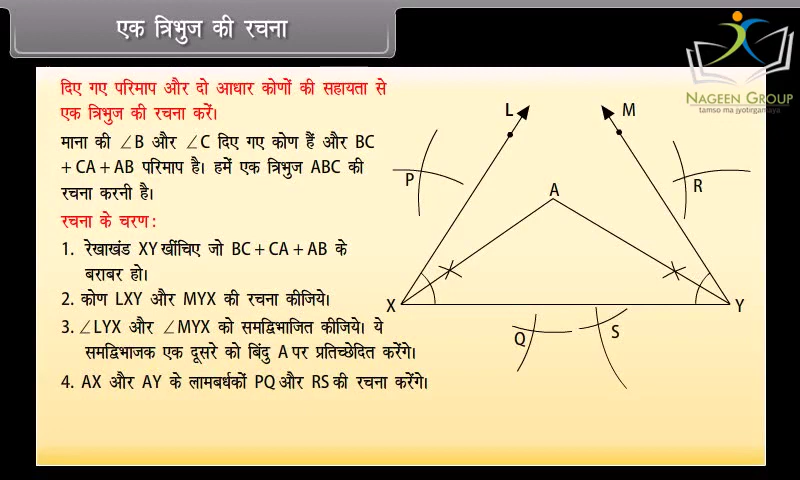 एक त्रिभुज की रचना
NAGEEN GROUP
tamso ma jyotirgamaya
दिए गए परिमाप और दो आधार कोणों की सहायता से
एक त्रिभुज की रचना करें।
माना की ∠B और ∠C दिए गए कोण हैं और BC
+ CA + AB परिमाप है। हमें एक त्रिभुज ABC की
रचना करनी है।
रचना के चरण:
1. रेखाखंड XY खींचिए जो BC + CA + AB के
बराबर हो।
2. कोण LXY और MYX की रचना कीजिये।
3. ∠LYX और ∠MYX को समद्विभाजित कीजिये। ये
समद्विभाजक एक दूसरे को बिंदु A पर प्रतिच्छेदित करेंगे।
4. AX और AY के लामबर्धकों PQ और RS की रचना करेंगे।
L
M
P
R
A
X
Y
Q
S